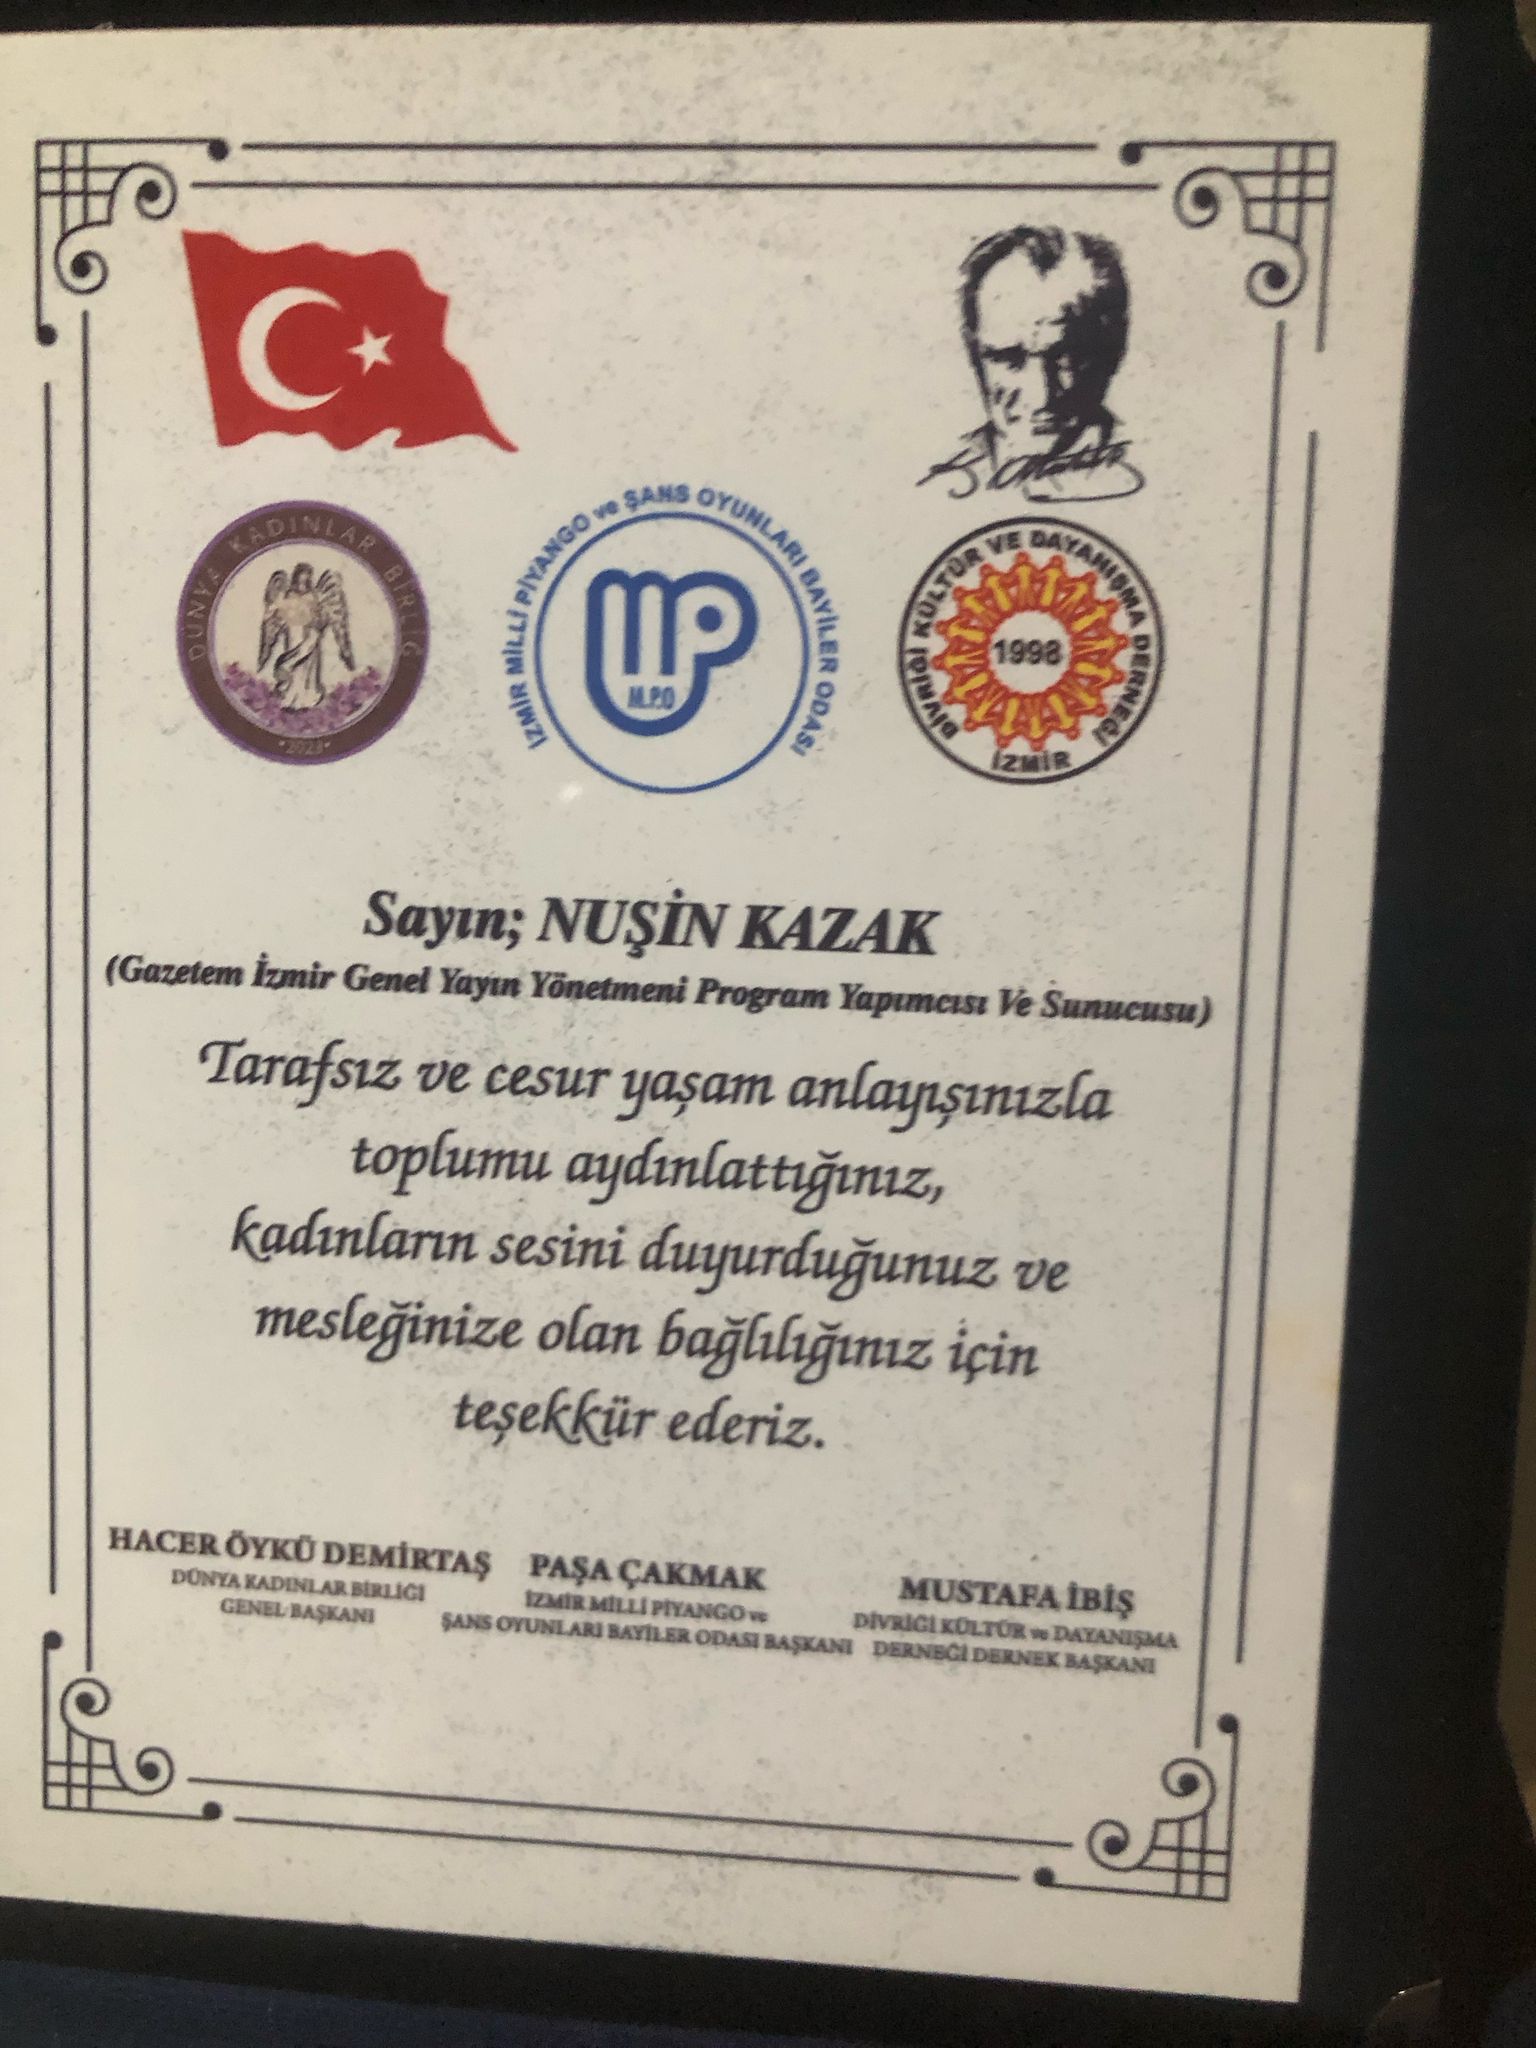 DÜNYA KADINLAR BİRLİĞİ
2023
İZMİR MİLLİ PİYANGO ve ŞANS OYUNLARI BAYİLER ODASI
M.P.O
DİVRİĞİ KÜLTÜR VE DAYANIŞMA DERNEĞİ
1998
İZMİR
Sayın; NUŞİN KAZAK
(Gazetem İzmir Genel Yayın Yönetmeni Program Yapımcısı Ve Sunucusu)
Tarafsız ve cesur yaşam anlayışınızla
toplumu aydınlattığınız,
kadınların sesini duyurduğunuz ve
mesleğinize olan bağlılığınız için
teşekkür ederiz.
HACER ÖYKÜ DEMİRTAŞ
DÜNYA KADINLAR BİRLİĞİ
GENEL BAŞKANI
PAŞA ÇAKMAK
İZMİR MİLLİ PİYANGO ve
ŞANS OYUNLARI BAYİLER ODASI BAŞKANI
MUSTAFA İBİŞ
DİVRİĞİ KÜLTÜR ve DAYANIŞMA
DERNEĞİ DERNEK BAŞKANI